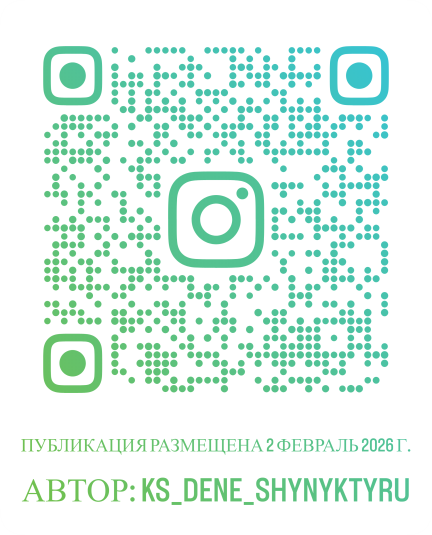 ПУБЛИКАЦИЯ РАЗМЕЩЕНА 2 ФЕВРАЛЬ 2026 Г.
АВТОР: KS_DENE_SHYNYKTYRU